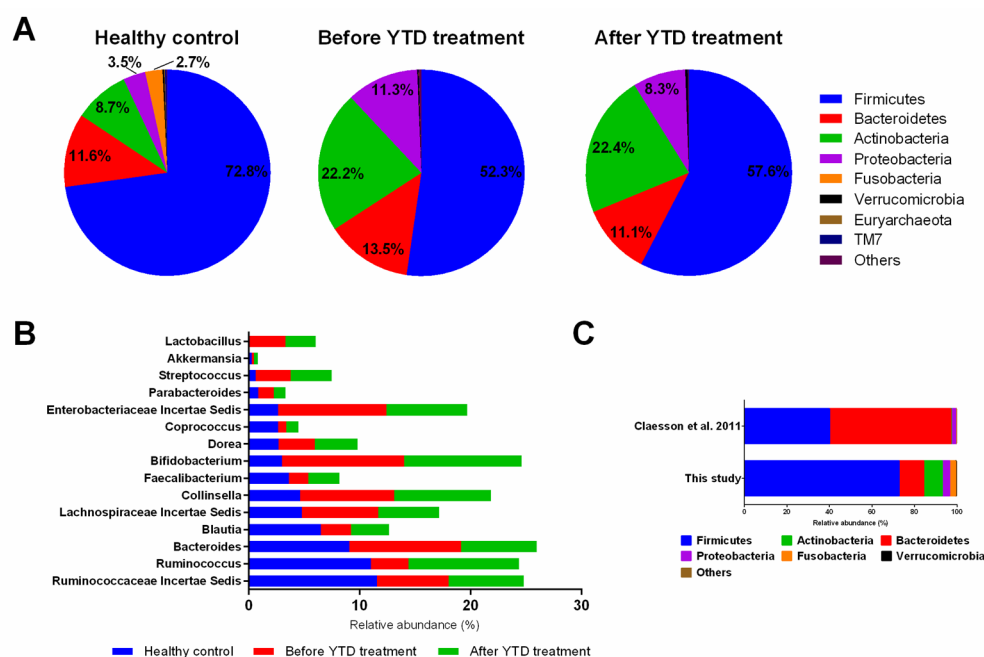 A
Healthy control
3.5%
2.7%
8.7%
11.6%
72.8%
Before YTD treatment
11.3%
22.2%
52.3%
13.5%
After YTD treatment
8.3%
22.4%
57.6%
11.1%
Firmicutes
Bacteroidetes
Actinobacteria
Proteobacteria
Fusobacteria
Verrucomicrobia
Euryarchaeota
TM7
Others
B
Lactobacillus
Akkermansia
Streptococcus
Parabacteroides
Enterobacteriaceae Incertae Sedis
Coprococcus
Dorea
Bifidobacterium
Faecalibacterium
Collinsella
Lachnospiraceae Incertae Sedis
Blautia
Bacteroides
Ruminococcus
Ruminococcaceae Incertae Sedis
0 10 20 30
Relative abundance (%)
Healthy control Before YTD treatment After YTD treatment
C
Claesson et al. 2011
This study
0 20 40 60 80 100
Relative abundance (%)
Firmicutes Actinobacteria Bacteroidetes
Proteobacteria Fusobacteria Verrucomicrobia
Others